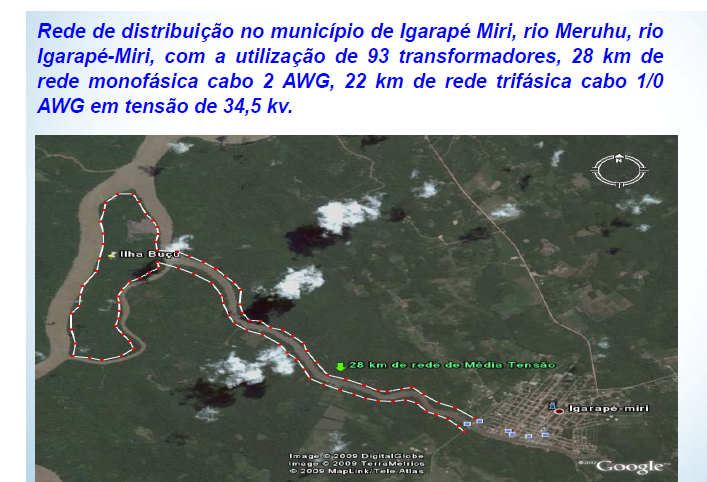 Rede de distribuição no município de Igarapé Miri, rio Meruhu, rio
Igarapé-Miri, com a utilização de 93 transformadores, 28 km de
rede monofásica cabo 2 AWG, 22 km de rede trifásica cabo 1/0
AWG em tensão de 34,5 kv.
N
Ilha Buçu
28 km de rede de Média Tensão
Igarapé-miri
Image © 2009 DigitalGlobe
Image © 2009 TerraMetrics
© 2009 MapLink/Tele Atlas
Google